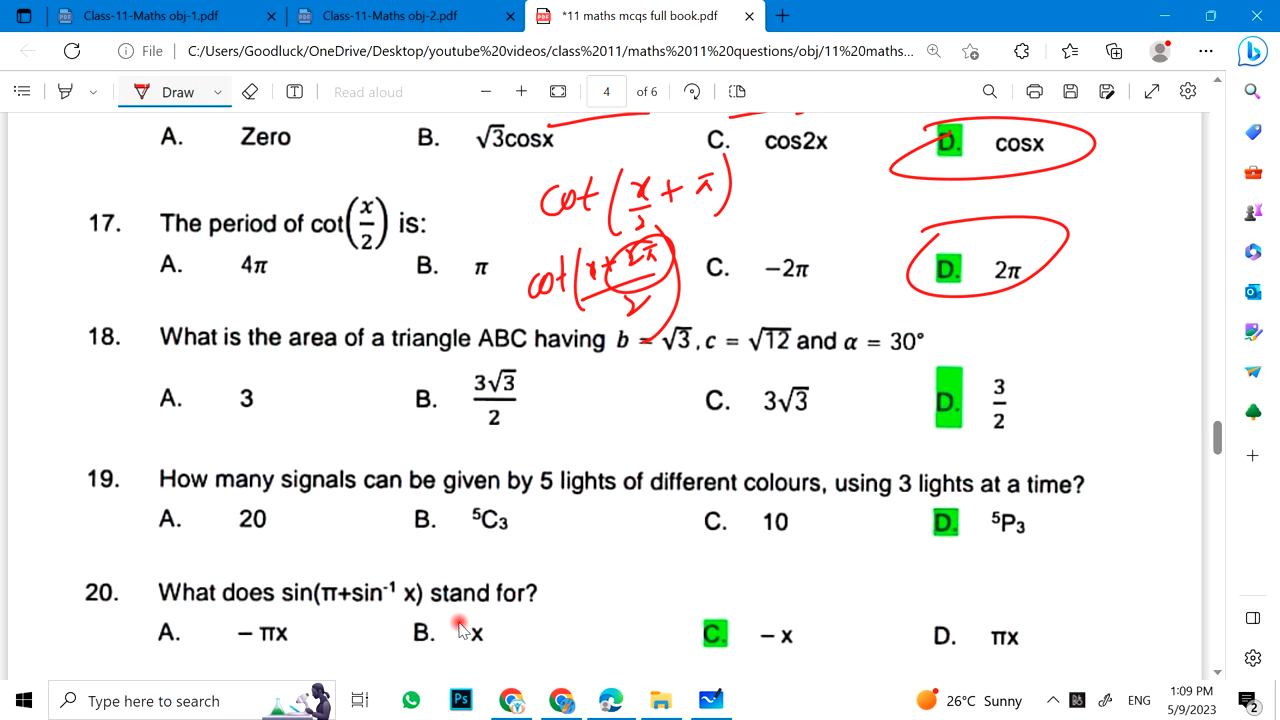 Class-11-Maths obj-1.pdf
Class-11-Maths obj-2.pdf
*11 maths mcqs full book.pdf
File C:/Users/Goodluck/OneDrive/Desktop/youtube%20videos/class%2011/maths%2011%20questions/obj/11%20maths...
Draw Read aloud 4 of 6
A. Zero B. √3cosx C. cos2x D. cosx
cot(x/2 + π)
17. The period of cot(x/2) is:
cot((x+2π)/2)
A. 4π B. π C. −2π D. 2π
18. What is the area of a triangle ABC having b = √3, c = √12 and α = 30°
A. 3 B. 3√3/2 C. 3√3 D. 3/2
19. How many signals can be given by 5 lights of different colours, using 3 lights at a time?
A. 20 B. ⁵C₃ C. 10 D. ⁵P₃
20. What does sin(π+sin⁻¹ x) stand for?
A. − πx B. x C. − x D. πx
Type here to search
26°C Sunny
ENG
1:09 PM
5/9/2023
2